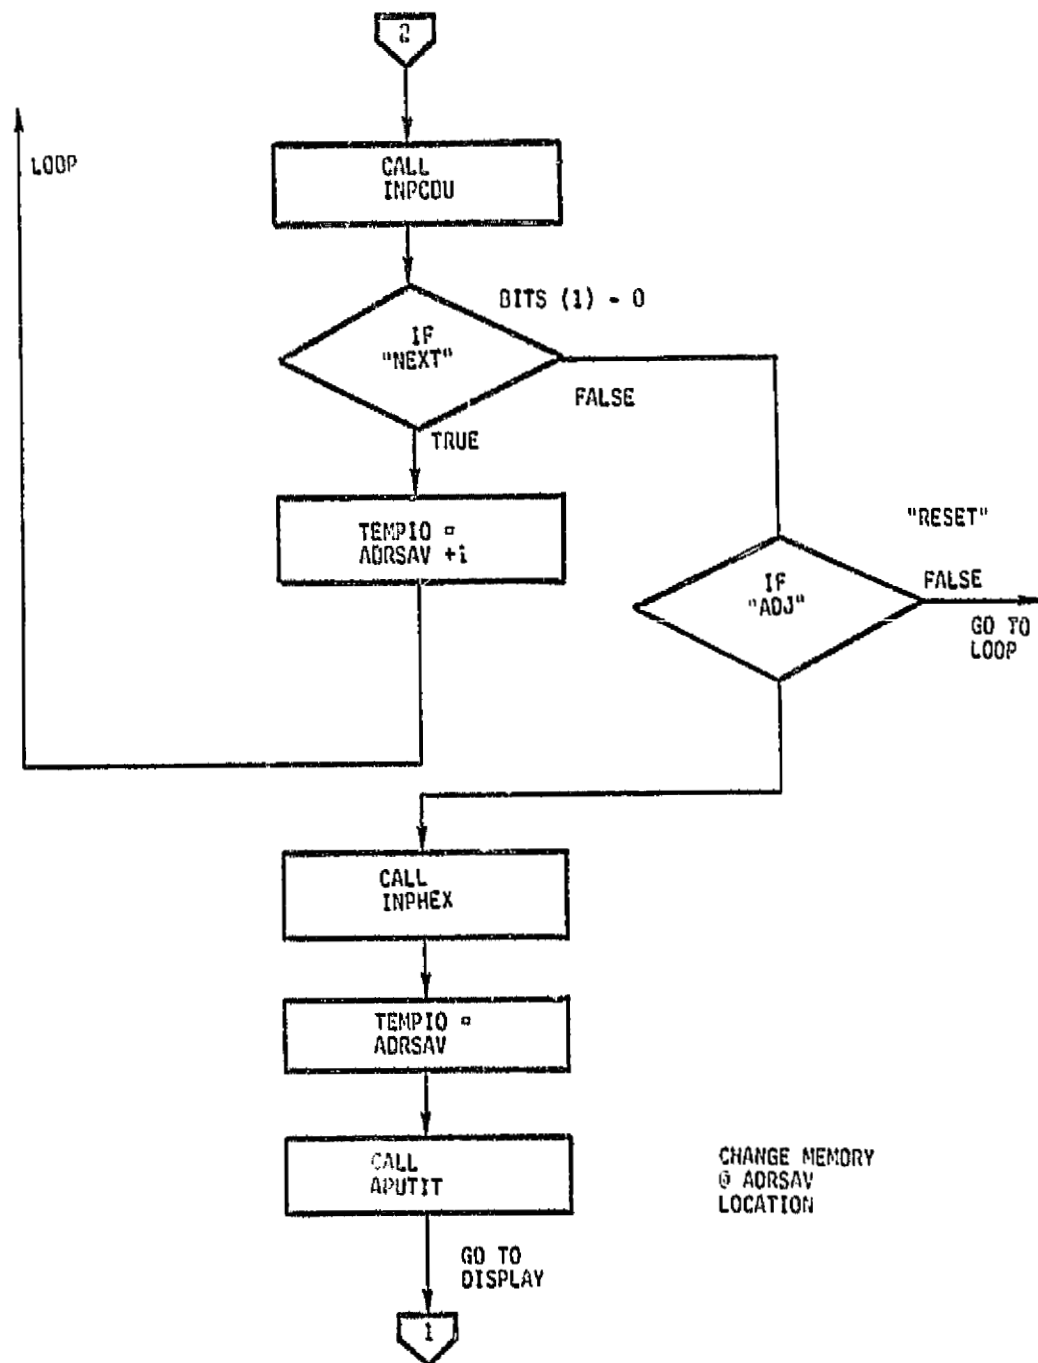 2
LOOP
CALL
INPCDU
BITS (1) - 0
IF
"NEXT"
FALSE
TRUE
TEMPIO =
ADRSAV +1
"RESET"
IF
"ADJ"
FALSE
GO TO
LOOP
CALL
INPHEX
TEMPIO =
ADRSAV
CALL
APUTIT
CHANGE MEMORY
@ ADRSAV
LOCATION
GO TO
DISPLAY
1